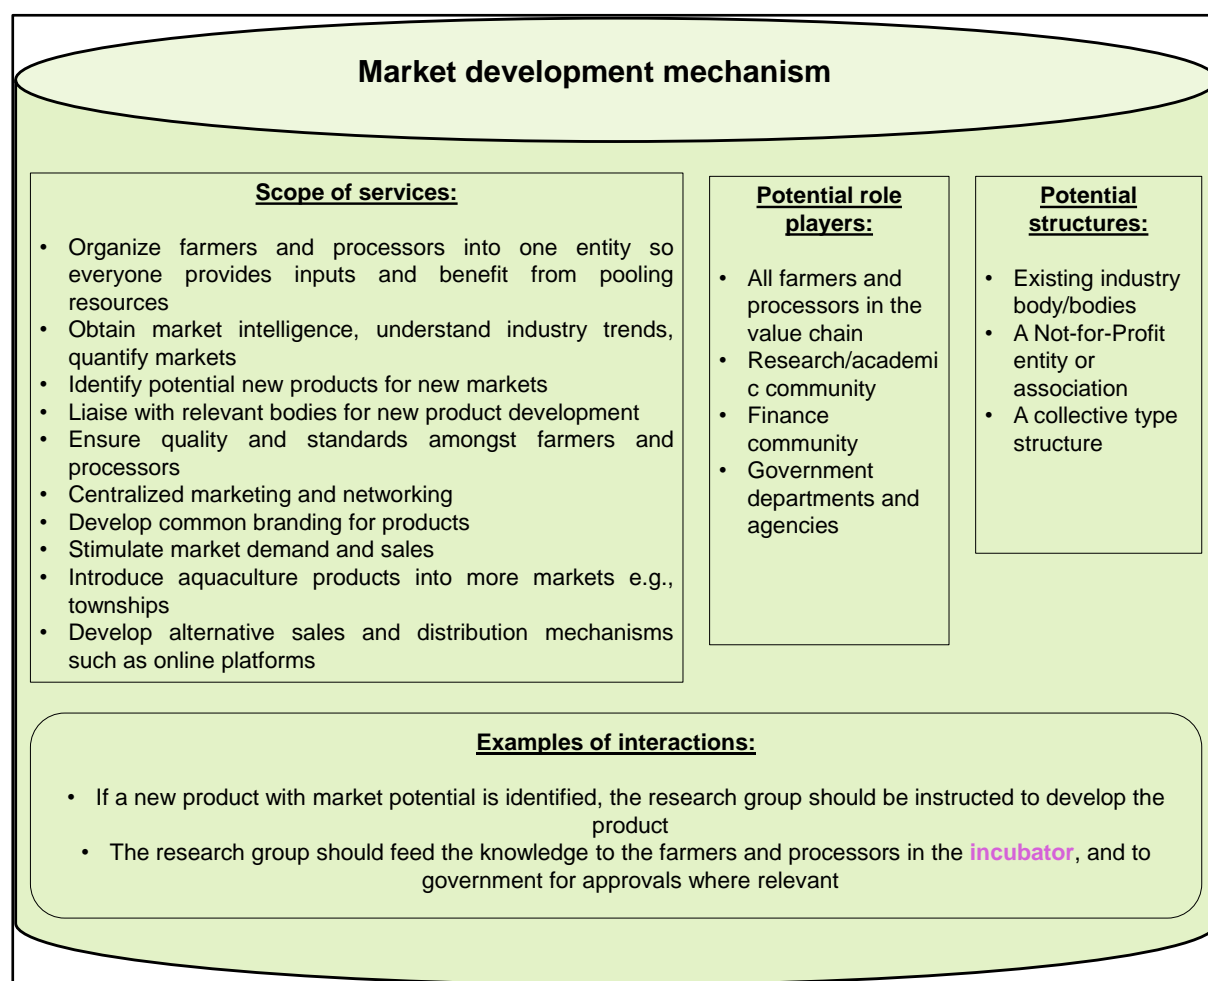 Market development mechanism
Scope of services:
• Organize farmers and processors into one entity so
everyone provides inputs and benefit from pooling
resources
• Obtain market intelligence, understand industry trends,
quantify markets
• Identify potential new products for new markets
• Liaise with relevant bodies for new product development
• Ensure quality and standards amongst farmers and
processors
• Centralized marketing and networking
• Develop common branding for products
• Stimulate market demand and sales
• Introduce aquaculture products into more markets e.g.,
townships
• Develop alternative sales and distribution mechanisms
such as online platforms
Potential role
players:
• All farmers and
processors in the
value chain
• Research/academi
c community
• Finance
community
• Government
departments and
agencies
Potential
structures:
• Existing industry
body/bodies
• A Not-for-Profit
entity or
association
• A collective type
structure
Examples of interactions:
• If a new product with market potential is identified, the research group should be instructed to develop the
product
• The research group should feed the knowledge to the farmers and processors in the incubator, and to
government for approvals where relevant